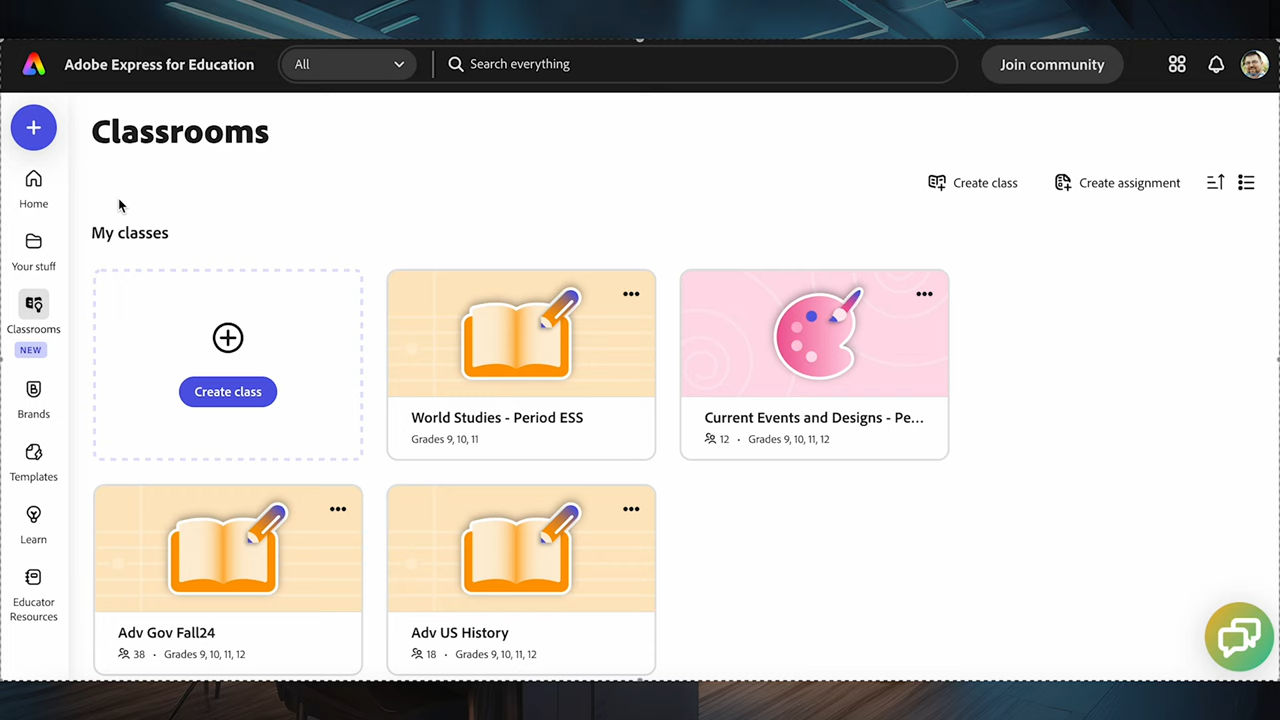 Adobe Express for Education
All
Search everything
Join community
Classrooms
Create class
Create assignment
Home
My classes
Your stuff
Classrooms
NEW
Create class
World Studies - Period ESS
Grades 9, 10, 11
Current Events and Designs - Pe...
12 · Grades 9, 10, 11, 12
Brands
Templates
Learn
Educator
Resources
Adv Gov Fall24
38 · Grades 9, 10, 11, 12
Adv US History
18 · Grades 9, 10, 11, 12